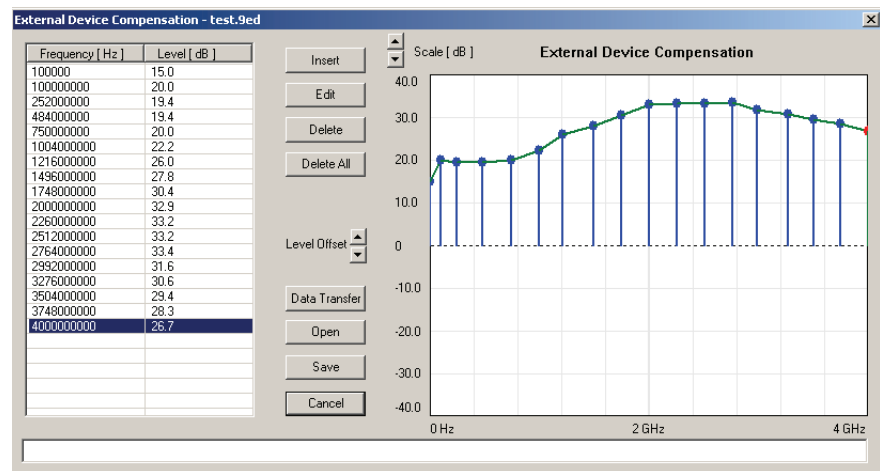 External Device Compensation - test.9ed
Frequency [ Hz ] Level [ dB ]
100000 15.0
100000000 20.0
252000000 19.4
484000000 19.4
750000000 20.0
1004000000 22.2
1216000000 26.0
1496000000 27.8
1748000000 30.4
2000000000 32.9
2260000000 33.2
2512000000 33.2
2764000000 33.4
2992000000 31.6
3276000000 30.6
3504000000 29.4
3748000000 28.3
4000000000 26.7
Insert
Edit
Delete
Delete All
Level Offset
Data Transfer
Open
Save
Cancel
Scale [ dB ]
External Device Compensation
40.0
30.0
20.0
10.0
0
-10.0
-20.0
-30.0
-40.0
0 Hz 2 GHz 4 GHz